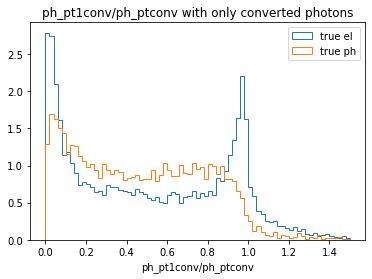 ph_pt1conv/ph_ptconv with only converted photons
true el
true ph
2.5
2.0
1.5
1.0
0.5
0.0
0.0 0.2 0.4 0.6 0.8 1.0 1.2 1.4
ph_pt1conv/ph_ptconv